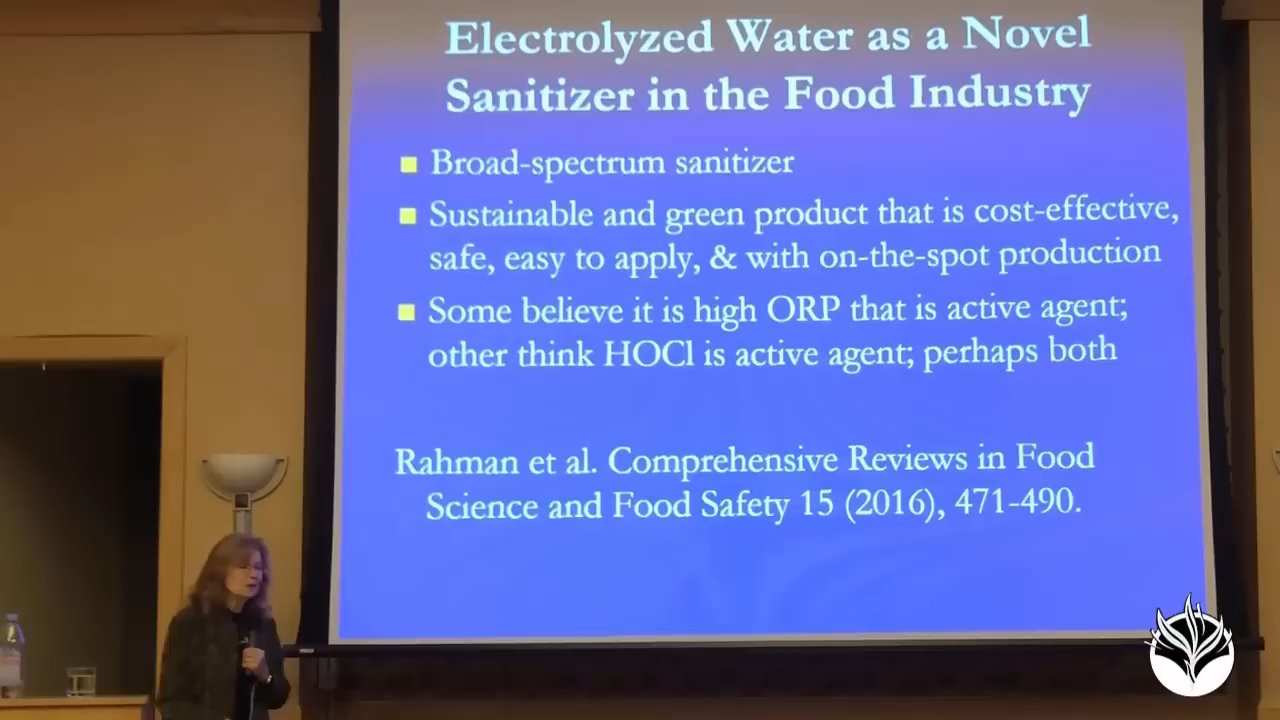 Electrolyzed Water as a Novel
Sanitizer in the Food Industry
Broad-spectrum sanitizer
Sustainable and green product that is cost-effective,
safe, easy to apply, & with on-the-spot production
Some believe it is high ORP that is active agent;
other think HOCl is active agent; perhaps both
Rahman et al. Comprehensive Reviews in Food
Science and Food Safety 15 (2016), 471-490.